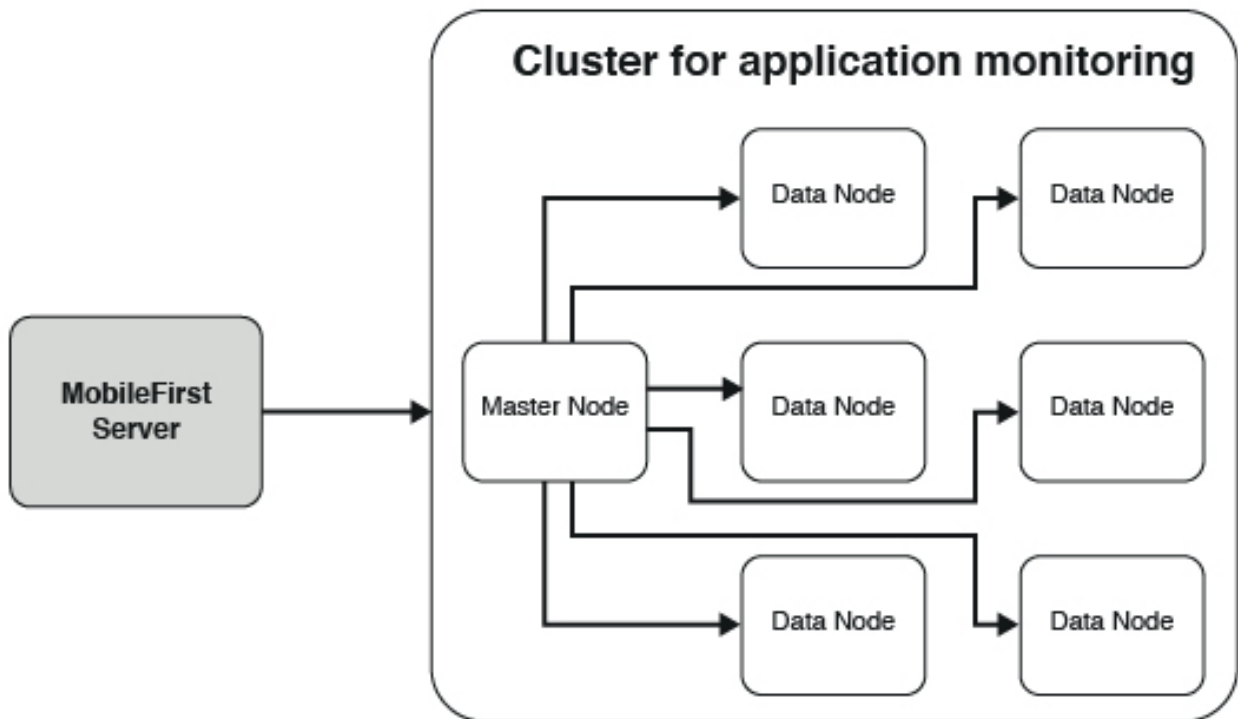 Cluster for application monitoring
Data Node
Data Node
MobileFirst
Server
Master Node
Data Node
Data Node
Data Node
Data Node